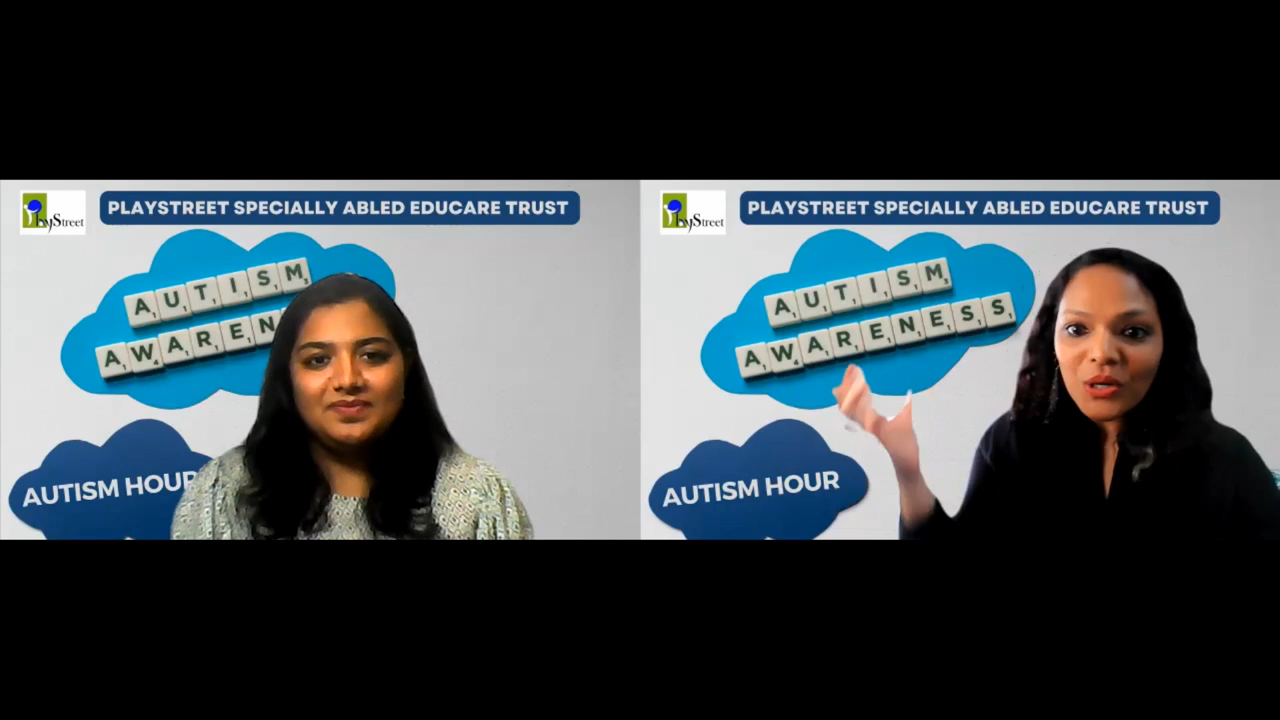 PlayStreet
PLAYSTREET SPECIALLY ABLED EDUCARE TRUST
AUTISM
AWAREN
AUTISM HOUR
PlayStreet
PLAYSTREET SPECIALLY ABLED EDUCARE TRUST
AUTISM
AWARENESS
AUTISM HOUR